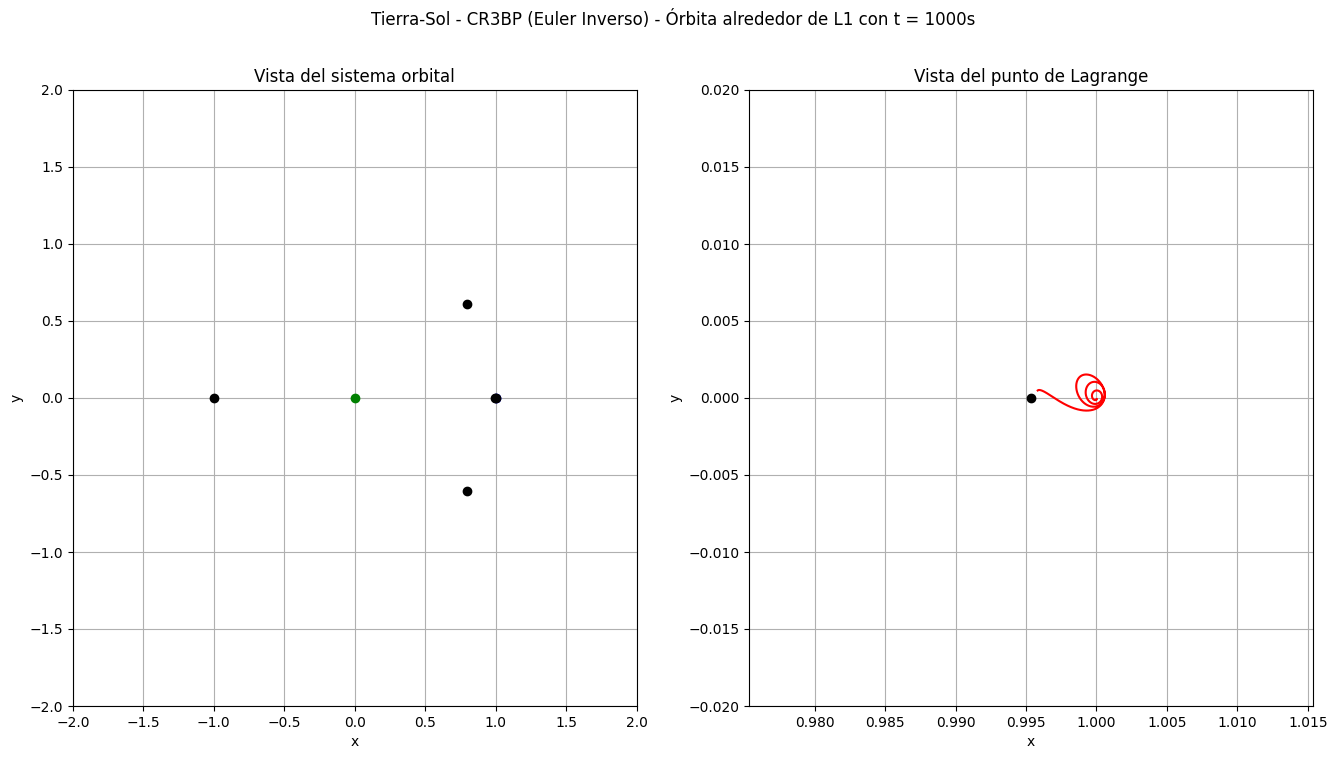 Tierra-Sol - CR3BP (Euler Inverso) - Órbita alrededor de L1 con t = 1000s
Vista del sistema orbital
2.0
1.5
1.0
0.5
0.0
−0.5
−1.0
−1.5
−2.0
y
−2.0 −1.5 −1.0 −0.5 0.0 0.5 1.0 1.5 2.0
x
Vista del punto de Lagrange
0.020
0.015
0.010
0.005
0.000
−0.005
−0.010
−0.015
−0.020
y
0.980 0.985 0.990 0.995 1.000 1.005 1.010 1.015
x